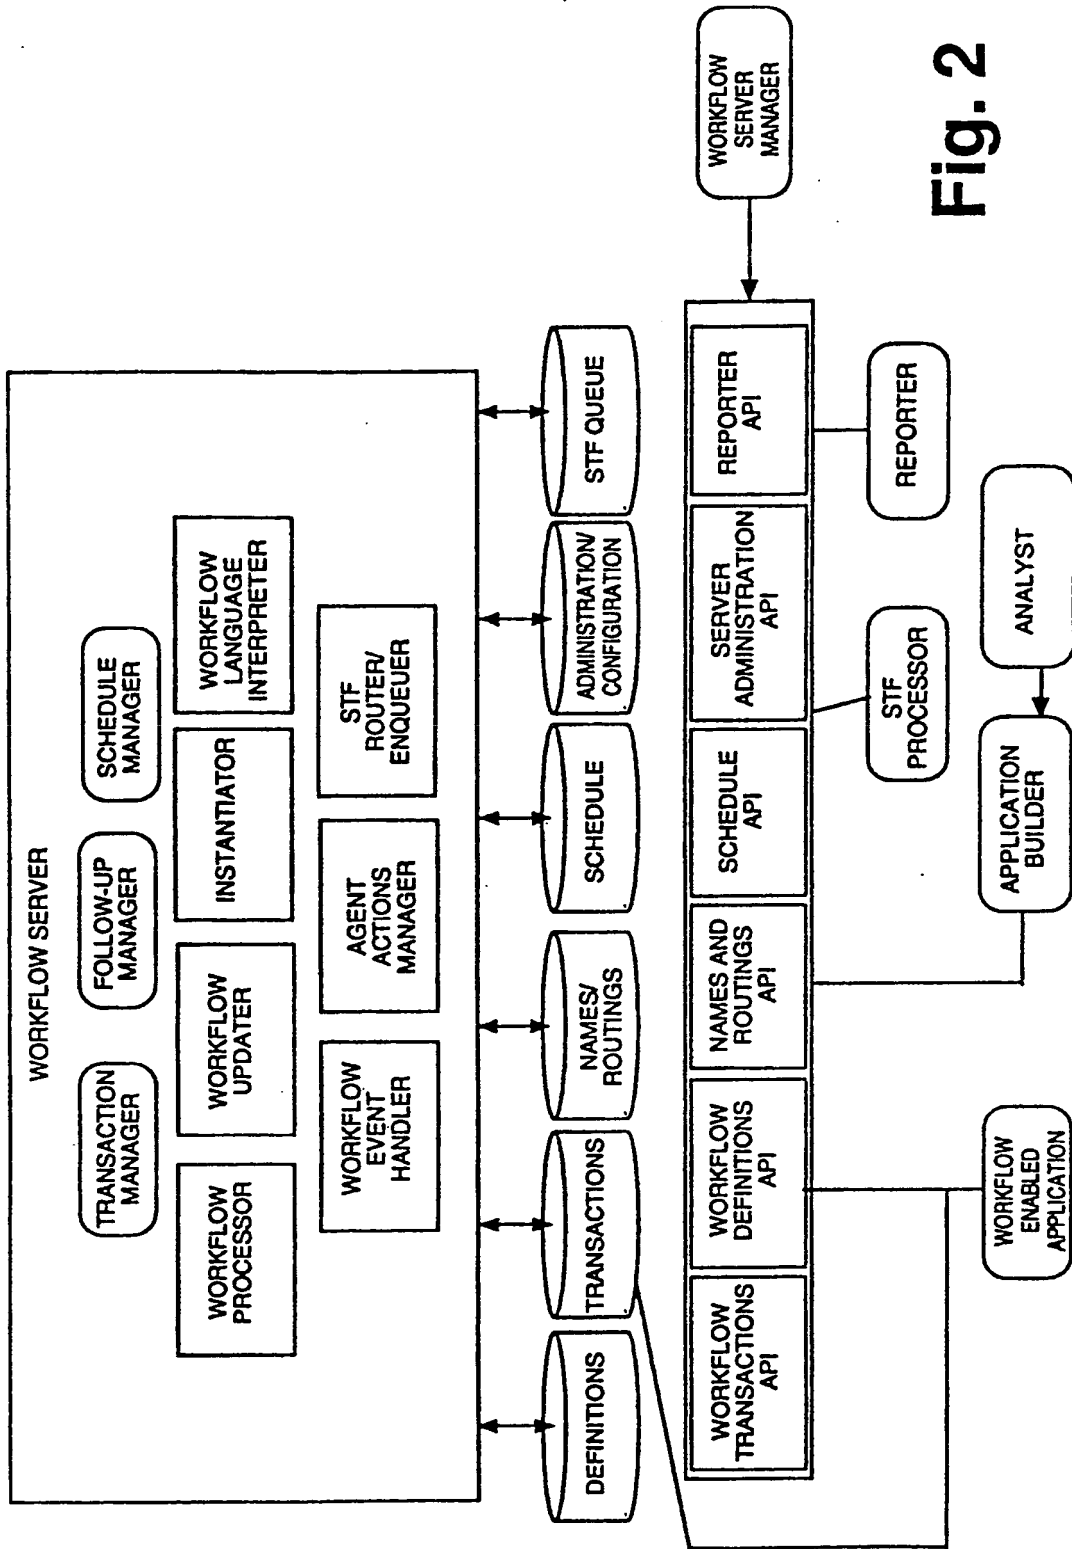 WORKFLOW SERVER
TRANSACTION
MANAGER
FOLLOW-UP
MANAGER
SCHEDULE
MANAGER
WORKFLOW
PROCESSOR
WORKFLOW
UPDATER
INSTANTIATOR
WORKFLOW
LANGUAGE
INTERPRETER
WORKFLOW
EVENT
HANDLER
AGENT
ACTIONS
MANAGER
STF
ROUTER/
ENQUEUER
DEFINITIONS
TRANSACTIONS
NAMES/
ROUTINGS
SCHEDULE
ADMINISTRATION/
CONFIGURATION
STF QUEUE
WORKFLOW
TRANSACTIONS
API
WORKFLOW
DEFINITIONS
API
NAMES AND
ROUTINGS
API
SCHEDULE
API
SERVER
ADMINISTRATION
API
REPORTER
API
WORKFLOW
SERVER
MANAGER
STF
PROCESSOR
REPORTER
WORKFLOW
ENABLED
APPLICATION
APPLICATION
BUILDER
ANALYST
Fig. 2